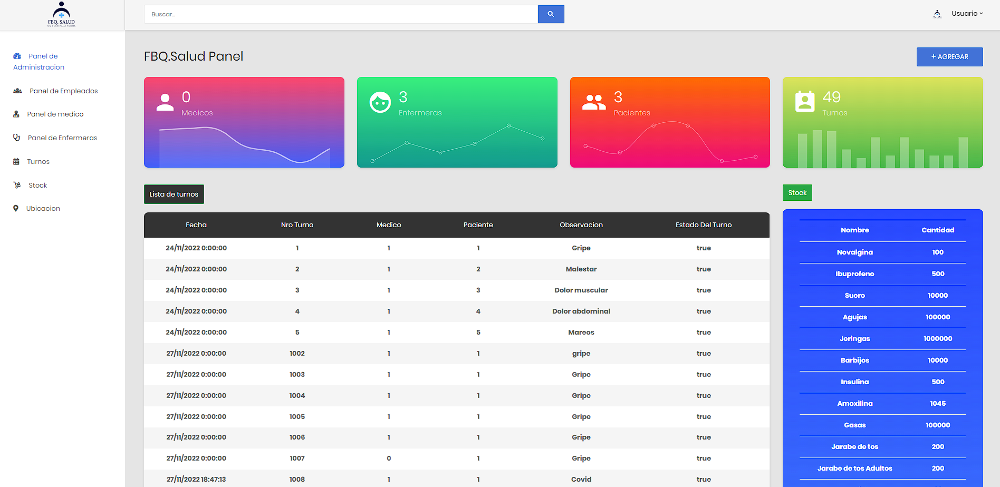 FBQ. SALUD
UN PLAN PARA TODOS
Buscar...
Usuario
Panel de
Administracion
Panel de Empleados
Panel de medico
Panel de Enfermeras
Turnos
Stock
Ubicacion
FBQ.Salud Panel
+ AGREGAR
0
Medicos
3
Enfermeras
3
Pacientes
49
Turnos
Lista de turnos
Fecha Nro Turno Medico Paciente Observacion Estado Del Turno
24/11/2022 0:00:00 1 1 1 Gripe true
24/11/2022 0:00:00 2 1 2 Malestar true
24/11/2022 0:00:00 3 1 3 Dolor muscular true
24/11/2022 0:00:00 4 1 4 Dolor abdominal true
24/11/2022 0:00:00 5 1 5 Mareos true
27/11/2022 0:00:00 1002 1 1 gripe true
27/11/2022 0:00:00 1003 1 1 Gripe true
27/11/2022 0:00:00 1004 1 1 Gripe true
27/11/2022 0:00:00 1005 1 1 Gripe true
27/11/2022 0:00:00 1006 1 1 Gripe true
27/11/2022 0:00:00 1007 0 1 Gripe true
27/11/2022 18:47:13 1008 1 1 Covid true
Stock
Nombre Cantidad
Novalgina 100
Ibuprofeno 500
Suero 10000
Agujas 100000
Jeringas 1000000
Barbijos 10000
Insulina 500
Amoxilina 1045
Gasas 100000
Jarabe de tos 200
Jarabe de tos Adultos 200